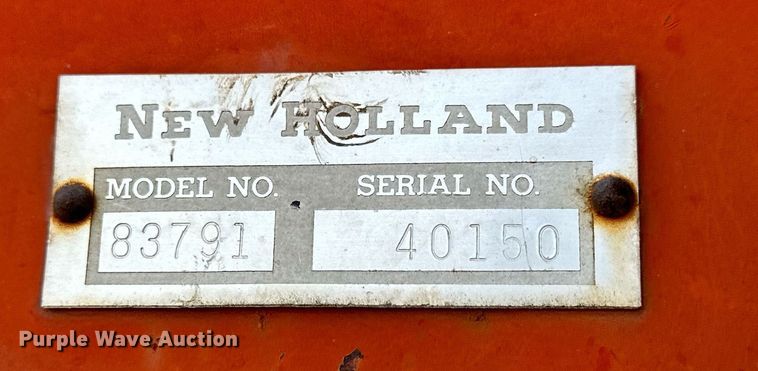 NEW HOLLAND
MODEL NO. SERIAL NO.
83791 40150
Purple Wave Auction